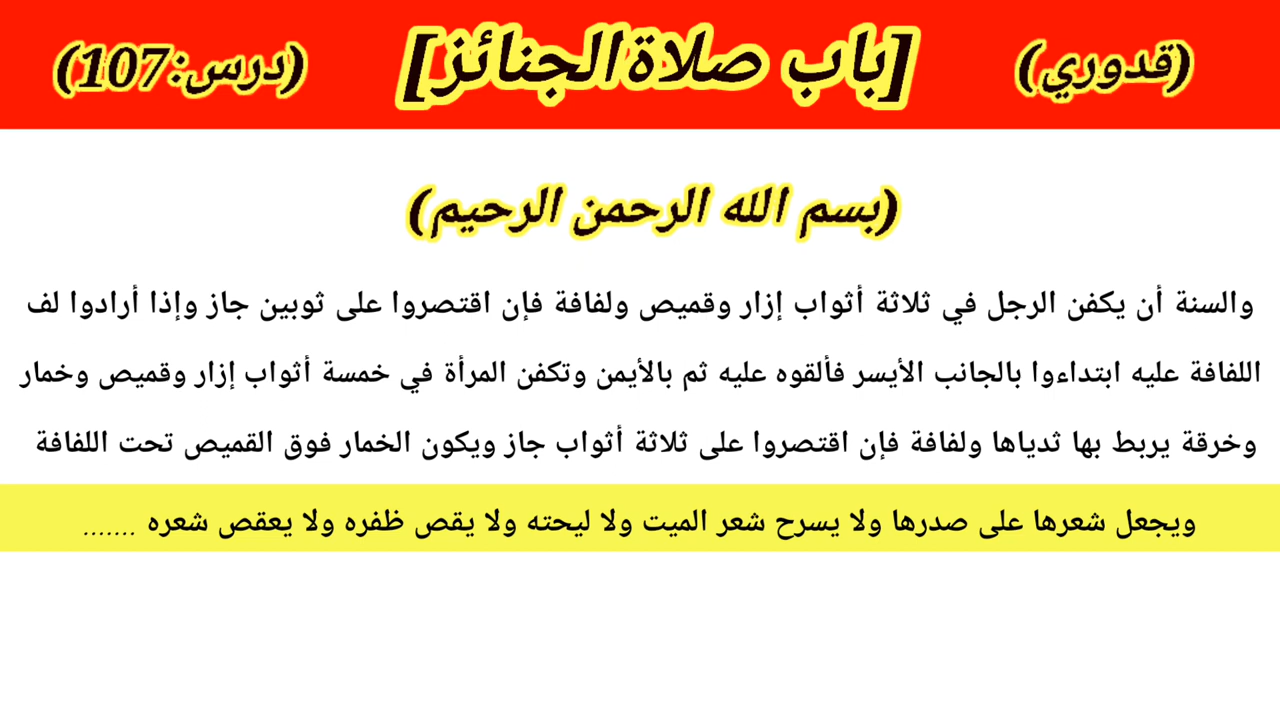 (قدوري) [باب صلاة الجنائز] (درس:107)
(بسم الله الرحمن الرحيم)
والسنة أن يكفن الرجل في ثلاثة أثواب إزار وقميص ولفافة فإن اقتصروا على ثوبين جاز وإذا أرادوا لف
اللفافة عليه ابتداءوا بالجانب الأيسر فألقوه عليه ثم بالأيمن وتكفن المرأة في خمسة أثواب إزار وقميص وخمار
وخرقة يربط بها ثدياها ولفافة فإن اقتصروا على ثلاثة أثواب جاز ويكون الخمار فوق القميص تحت اللفافة
ويجعل شعرها على صدرها ولا يسرح شعر الميت ولا ليحته ولا يقص ظفره ولا يعقص شعره .......